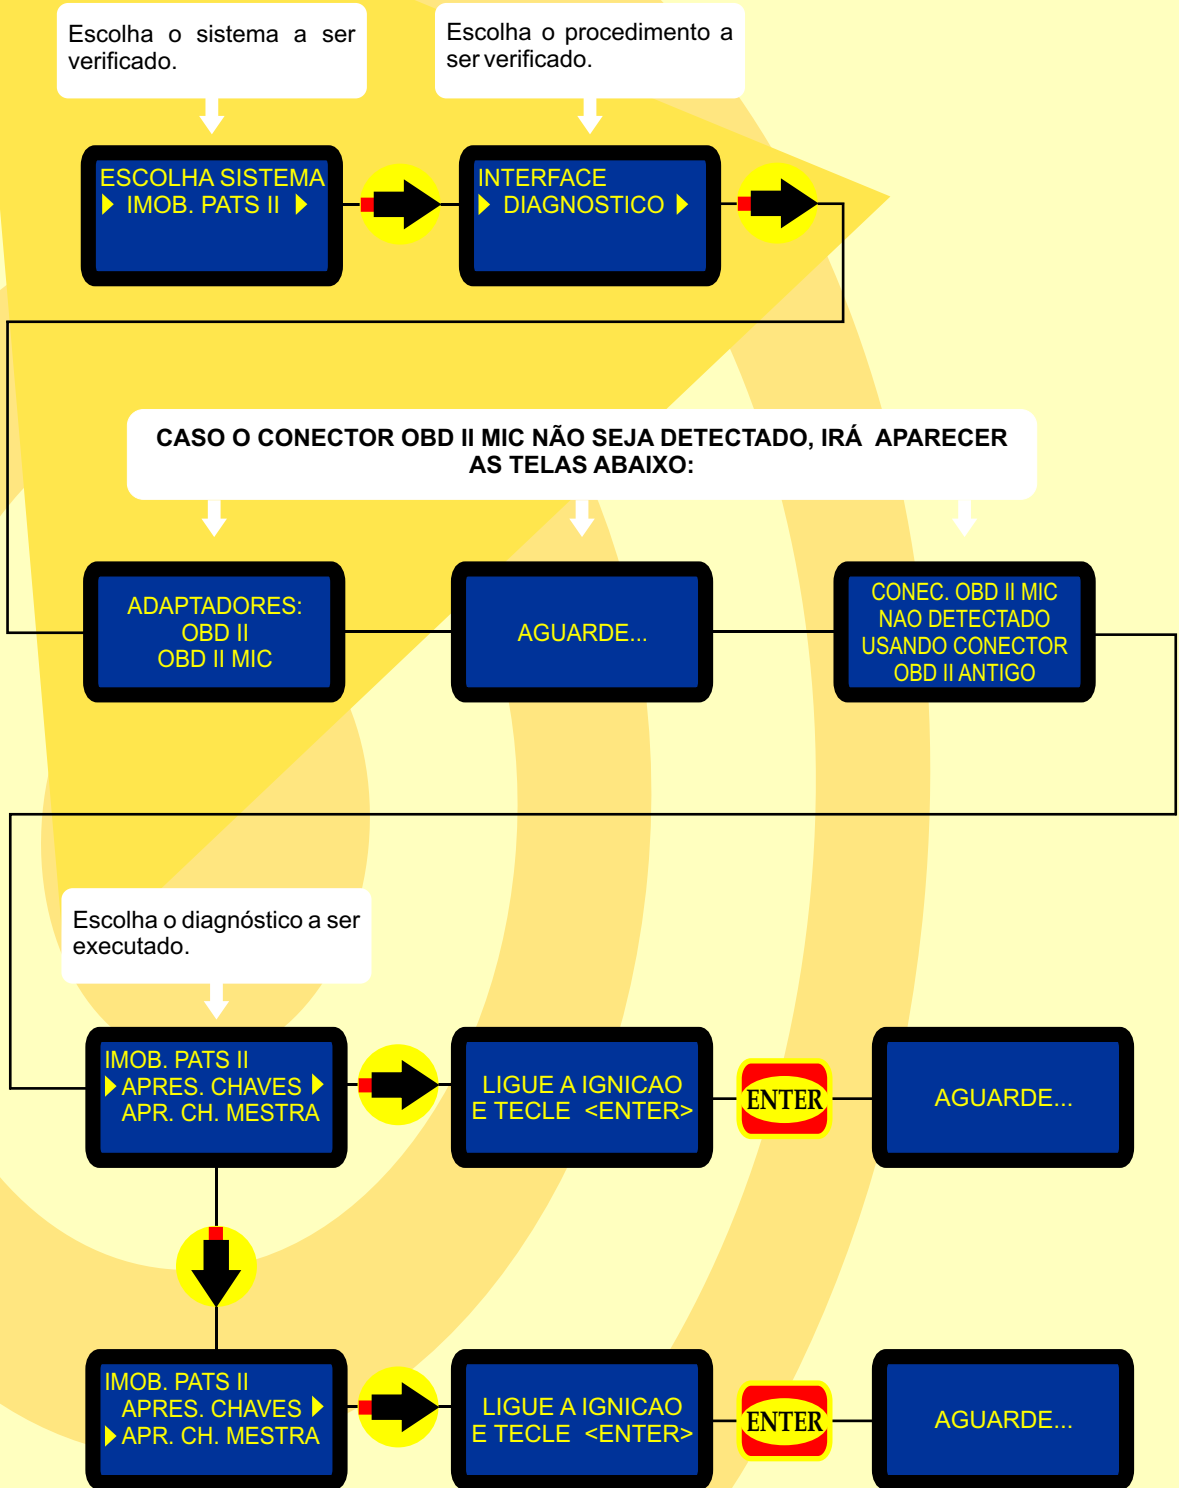 Escolha o sistema a ser
verificado.
Escolha o procedimento a
ser verificado.
ESCOLHA SISTEMA
IMOB. PATS II
INTERFACE
DIAGNOSTICO
CASO O CONECTOR OBD II MIC NÃO SEJA DETECTADO, IRÁ APARECER
AS TELAS ABAIXO:
ADAPTADORES:
OBD II
OBD II MIC
AGUARDE...
CONEC. OBD II MIC
NAO DETECTADO
USANDO CONECTOR
OBD II ANTIGO
Escolha o diagnóstico a ser
executado.
IMOB. PATS II
APRES. CHAVES
APR. CH. MESTRA
LIGUE A IGNICAO
E TECLE <ENTER>
ENTER
AGUARDE...
IMOB. PATS II
APRES. CHAVES
APR. CH. MESTRA
LIGUE A IGNICAO
E TECLE <ENTER>
ENTER
AGUARDE...